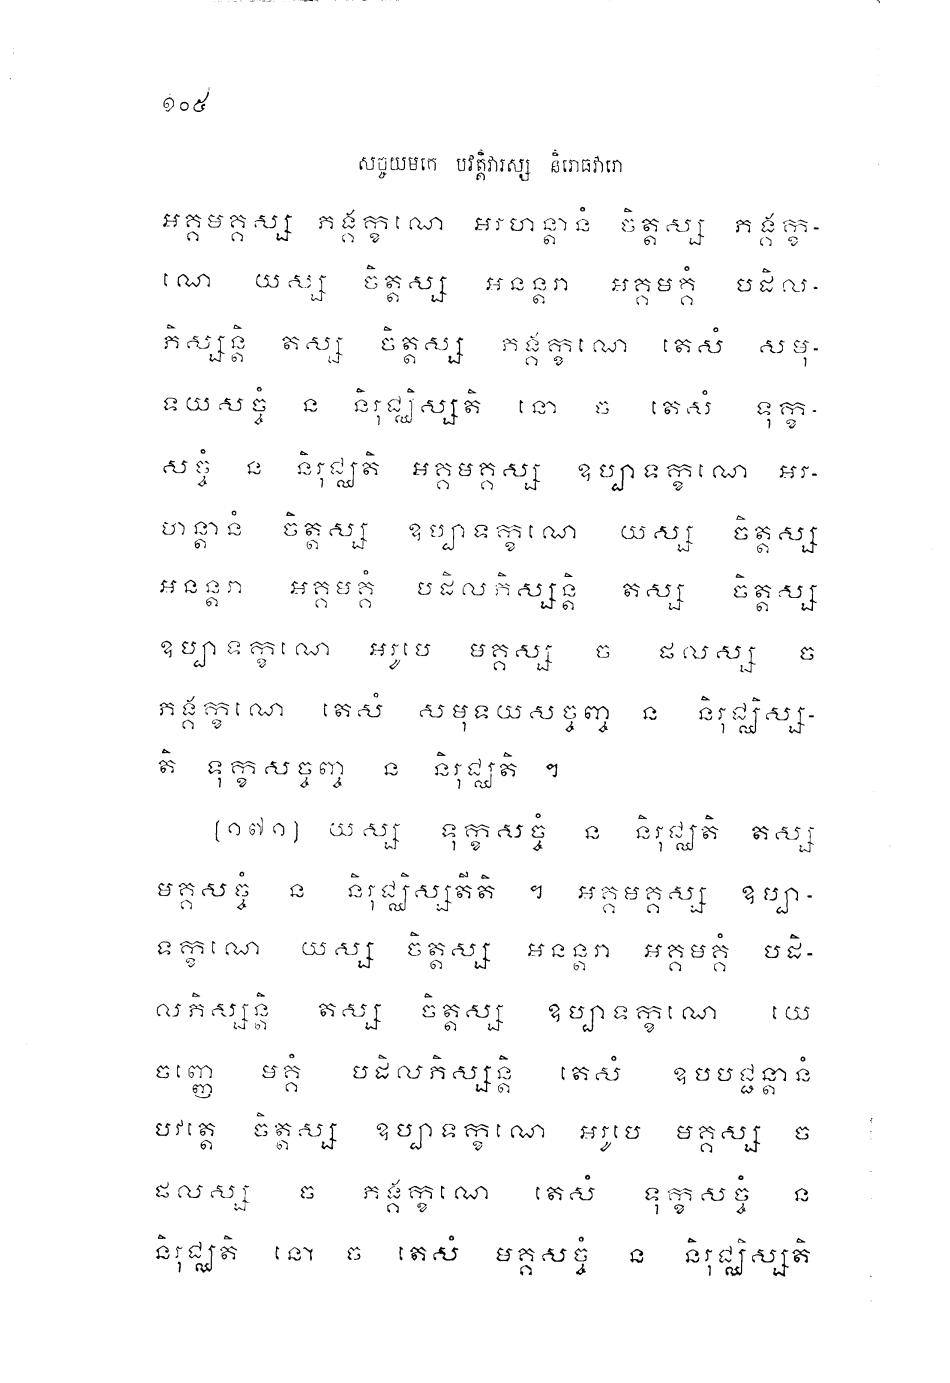 ១០៥
សច្ចយមកេ បវត្តិវារស្ស និរោធវារោ
អគ្គមគ្គស្ស ភង្គក្ខណេ អរហន្តានំ ចិត្តស្ស ភង្គក្ខ-
ណេ យស្ស ចិត្តស្ស អនន្តរា អគ្គមគ្គំ បដិល-
ភិស្សន្តិ តស្ស ចិត្តស្ស ភង្គក្ខណេ តេសំ សមុ-
ទយសច្ចំ ន និរុជ្ឈិស្សតិ នោ ច តេសំ ទុក្ខ-
សច្ចំ ន និរុជ្ឈតិ អគ្គមគ្គស្ស ឧប្បាទក្ខណេ អរ-
ហន្តានំ ចិត្តស្ស ឧប្បាទក្ខណេ យស្ស ចិត្តស្ស
អនន្តរា អគ្គមគ្គំ បដិលភិស្សន្តិ តស្ស ចិត្តស្ស
ឧប្បាទក្ខណេ អរូបេ មគ្គស្ស ច ផលស្ស ច
ភង្គក្ខណេ តេសំ សមុទយសច្ចញ្ច ន និរុជ្ឈិស្ស-
តិ ទុក្ខសច្ចញ្ច ន និរុជ្ឈតិ ។
(១៧១) យស្ស ទុក្ខសច្ចំ ន និរុជ្ឈតិ តស្ស
មគ្គសច្ចំ ន និរុជ្ឈិស្សតីតិ ។ អគ្គមគ្គស្ស ឧប្បា-
ទក្ខណេ យស្ស ចិត្តស្ស អនន្តរា អគ្គមគ្គំ បដិ-
លភិស្សន្តិ តស្ស ចិត្តស្ស ឧប្បាទក្ខណេ យេ
ចញ្ញេ មគ្គំ បដិលភិស្សន្តិ តេសំ ឧបបជ្ជន្តានំ
បវត្តេ ចិត្តស្ស ឧប្បាទក្ខណេ អរូបេ មគ្គស្ស ច
ផលស្ស ច ភង្គក្ខណេ តេសំ ទុក្ខសច្ចំ ន
និរុជ្ឈតិ នោ ច តេសំ មគ្គសច្ចំ ន និរុជ្ឈិស្សតិ